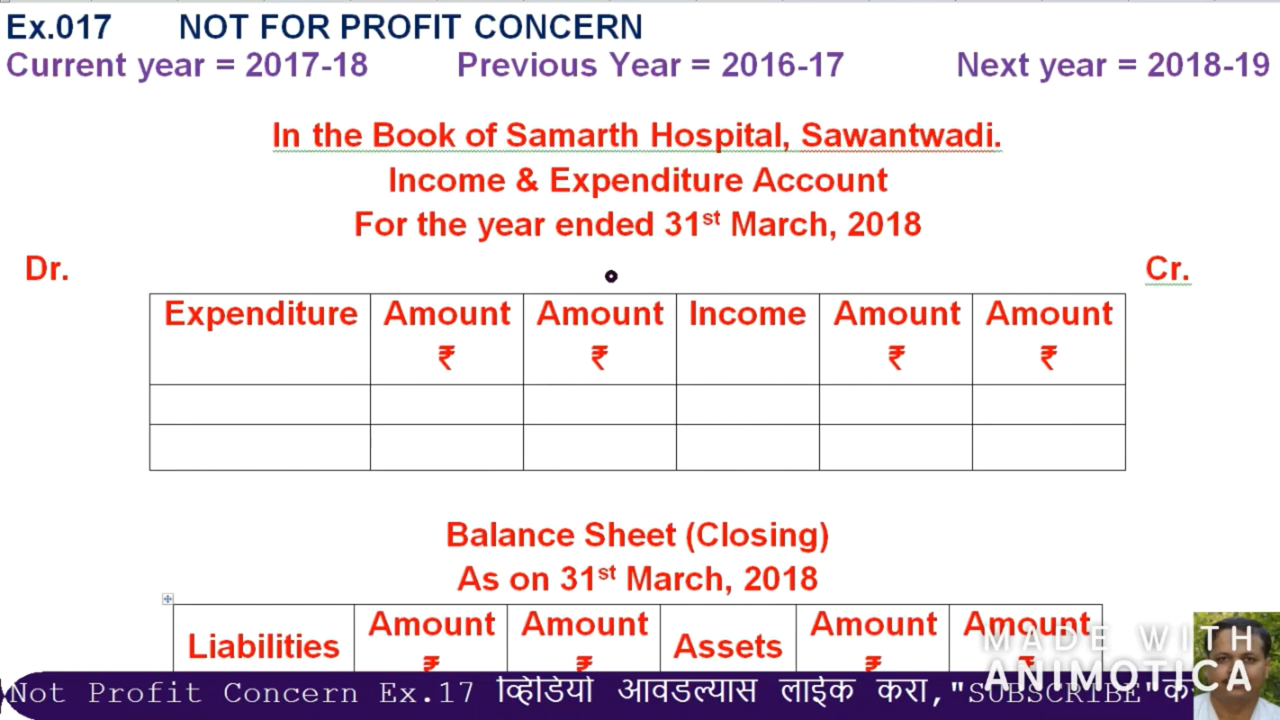 Ex.017 NOT FOR PROFIT CONCERN
Current year = 2017-18 Previous Year = 2016-17 Next year = 2018-19
In the Book of Samarth Hospital, Sawantwadi.
Income & Expenditure Account
For the year ended 31st March, 2018
Dr. Cr.
Expenditure Amount Amount Income Amount Amount
₹ ₹ ₹ ₹
Balance Sheet (Closing)
As on 31st March, 2018
Liabilities Amount Amount Assets Amount Amount
₹ ₹ ₹ ₹
MADE WITH
ANIMOTICA
Not Profit Concern Ex.17 व्हिडियो आवडल्यास लाईक करा,"SUBSCRIBE"क